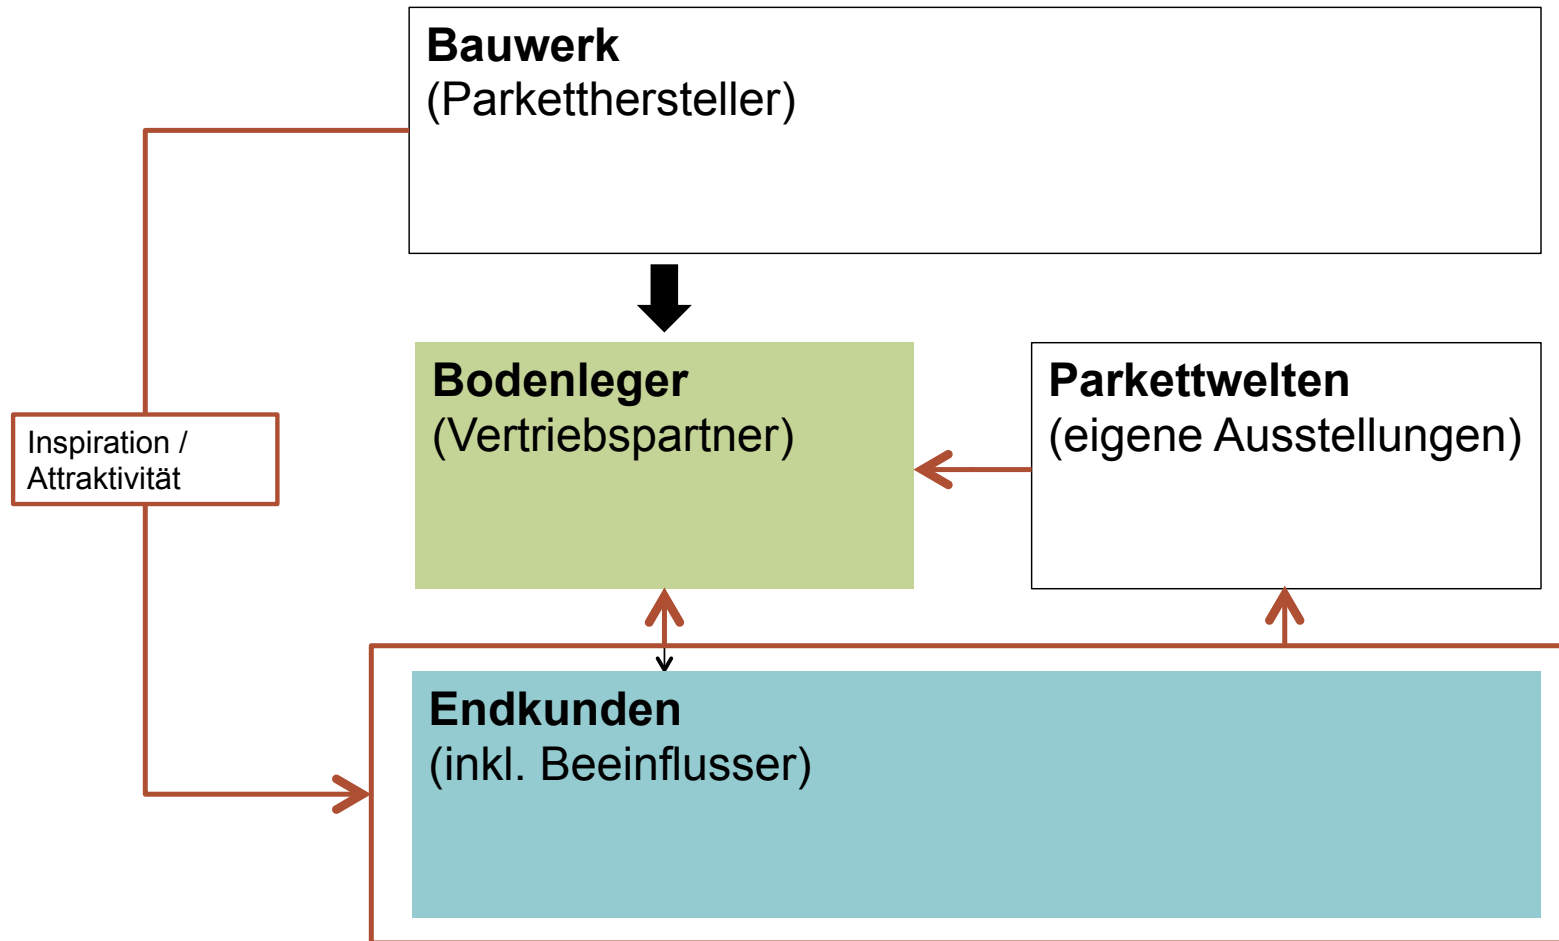 Bauwerk
(Parketthersteller)
Bodenleger
(Vertriebspartner)
Parkettwelten
(eigene Ausstellungen)
Inspiration /
Attraktivität
Endkunden
(inkl. Beeinflusser)